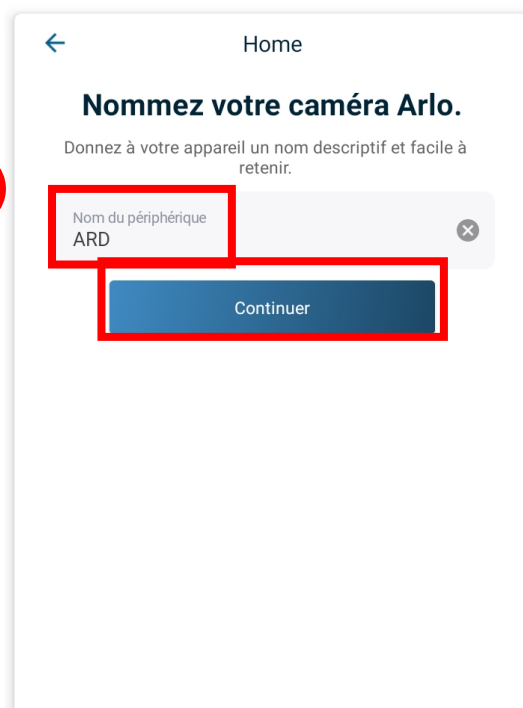 Home
Nommez votre caméra Arlo.
Donnez à votre appareil un nom descriptif et facile à
retenir.
Nom du périphérique
ARD
Continuer